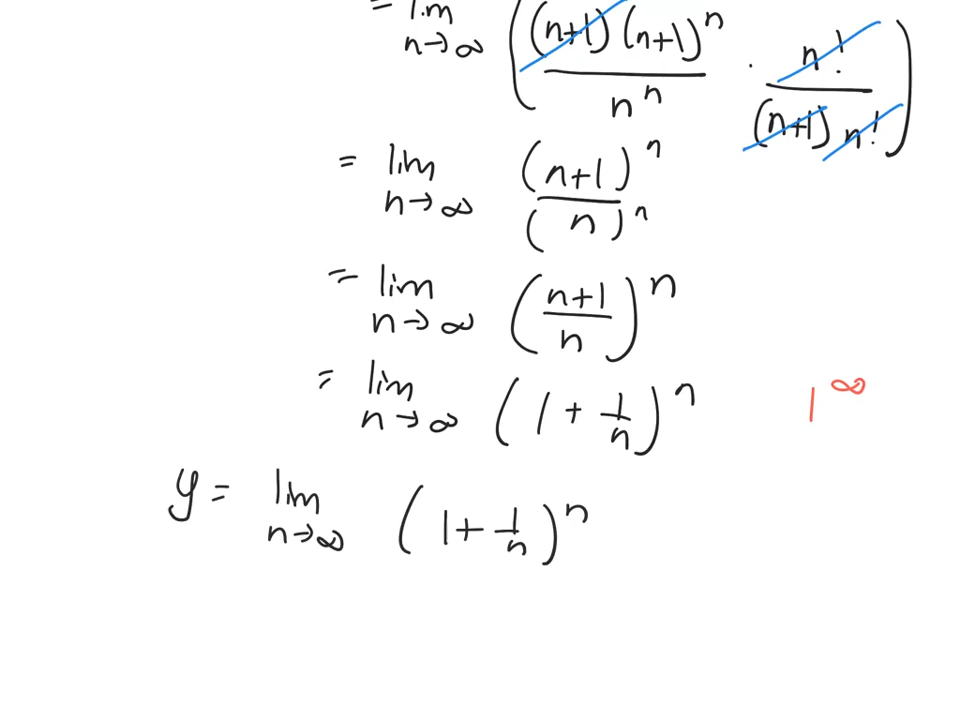 = lim n→∞ ( (n+1) (n+1)^n / n^n · n! / (n+1) n! )
= lim n→∞ (n+1)^n / (n)^n
= lim n→∞ ( n+1 / n )^n
= lim n→∞ ( 1 + 1/n )^n 1^∞
y = lim n→∞ ( 1 + 1/n )^n